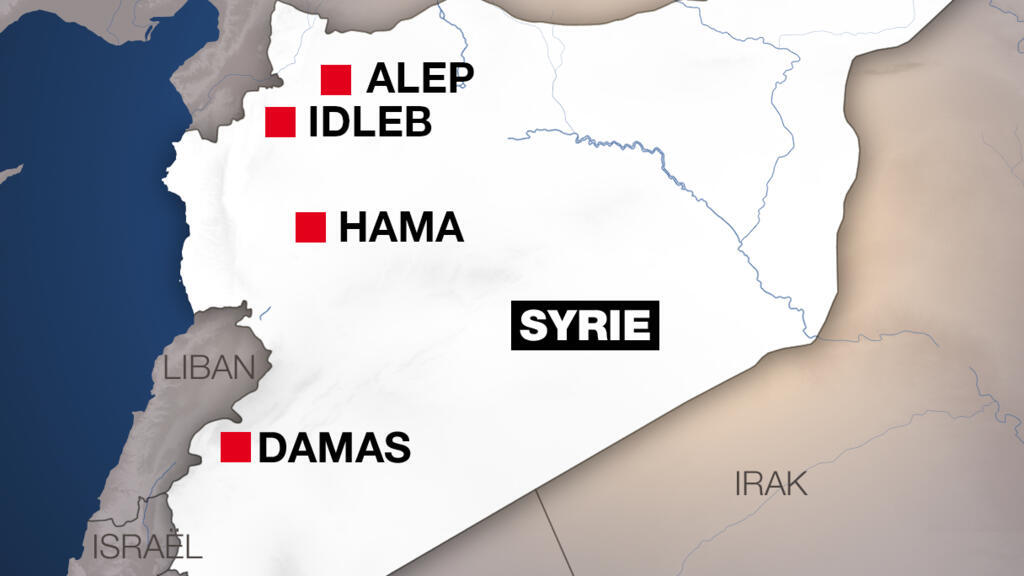 ALEP
IDLEB
HAMA
SYRIE
LIBAN
DAMAS
IRAK
ISRAËL